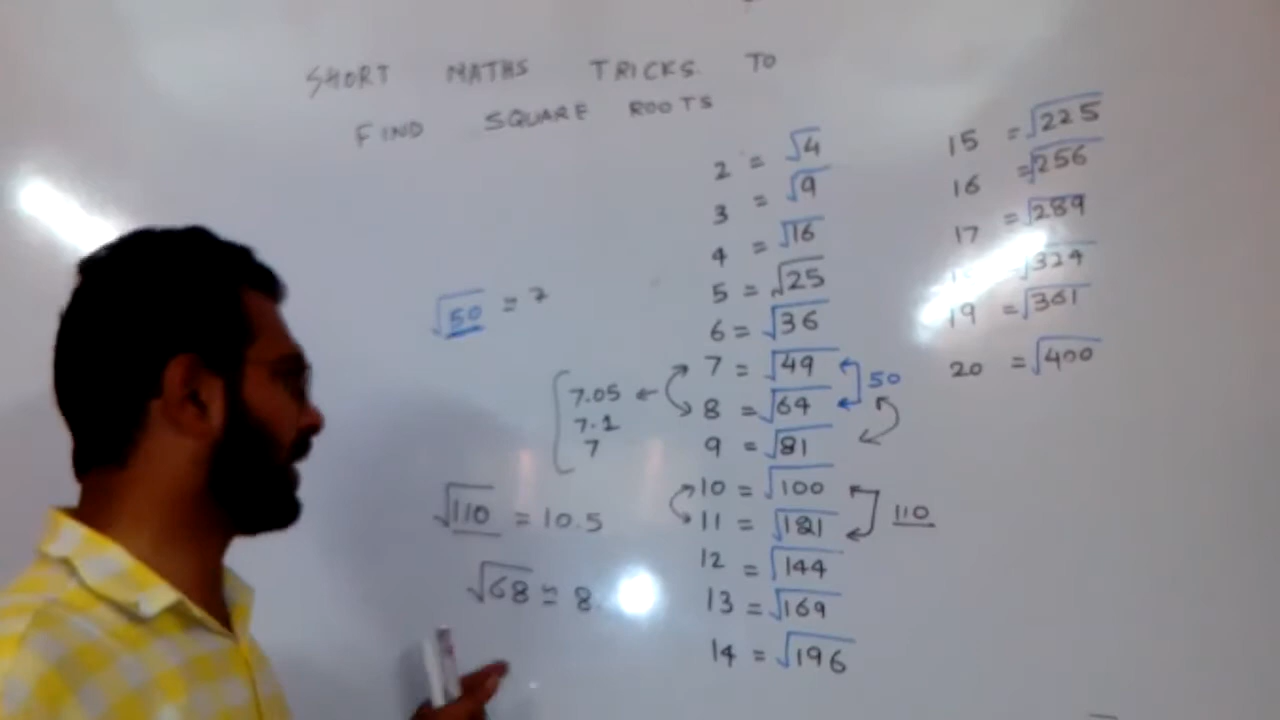 SHORT MATHS TRICKS TO
FIND SQUARE ROOTS
2 = √4
3 = √9
4 = √16
5 = √25
6 = √36
7 = √49
8 = √64
9 = √81
10 = √100
11 = √121
12 = √144
13 = √169
14 = √196
15 = √225
16 = √256
17 = √289
√324
19 = √361
20 = √400
√50 = 7
7.05 ←
7.1
7
50
√110 = 10.5
110
√68 ≅ 8.